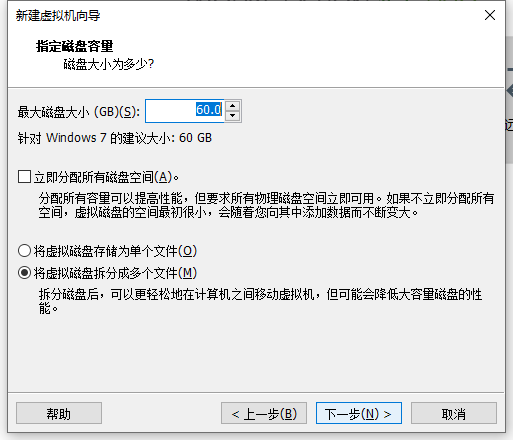 新建虚拟机向导
指定磁盘容量
磁盘大小为多少?
最大磁盘大小 (GB)(S): 60.0
针对 Windows 7 的建议大小: 60 GB
立即分配所有磁盘空间(A)。
分配所有容量可以提高性能，但要求所有物理磁盘空间立即可用。如果不立即分配所有
空间，虚拟磁盘的空间最初很小，会随着您向其中添加数据而不断变大。
将虚拟磁盘存储为单个文件(O)
将虚拟磁盘拆分成多个文件(M)
拆分磁盘后，可以更轻松地在计算机之间移动虚拟机，但可能会降低大容量磁盘的性
能。
帮助 < 上一步(B) 下一步(N) > 取消